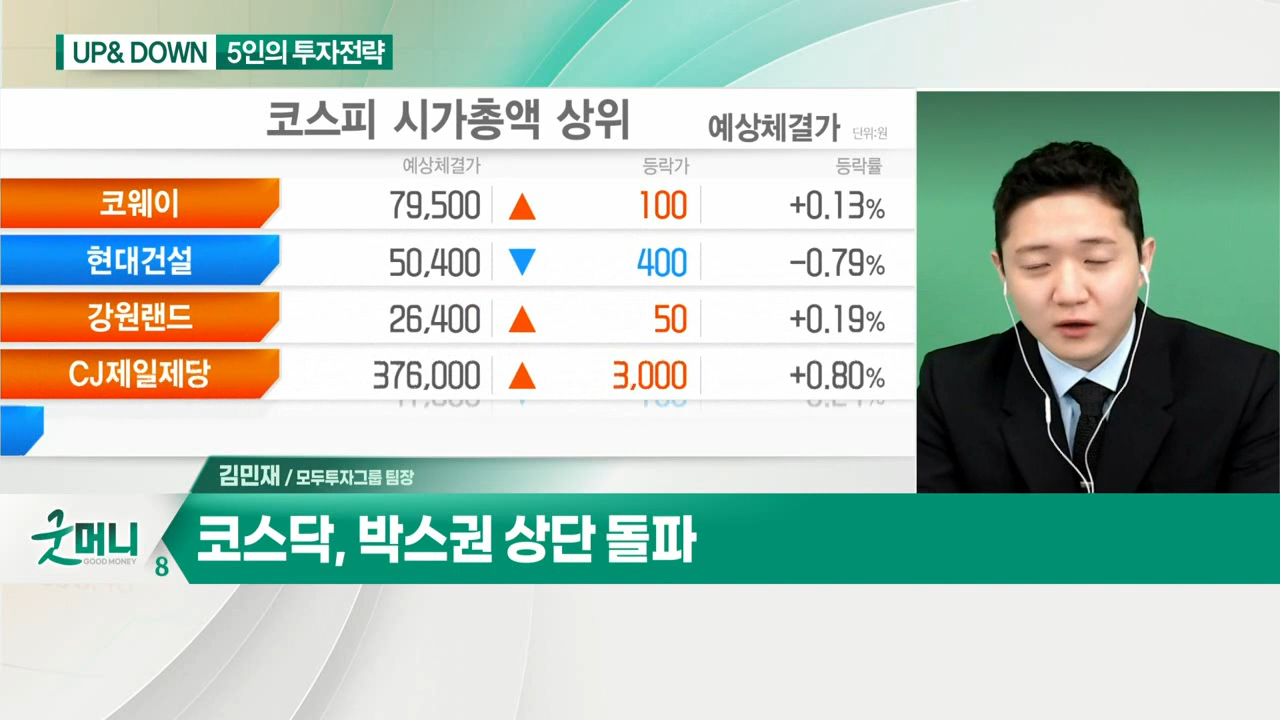 UP& DOWN 5인의 투자전략
코스피 시가총액 상위 예상체결가 단위:원
예상체결가 등락가 등락률
코웨이 79,500 ▲ 100 +0.13%
현대건설 50,400 ▼ 400 -0.79%
강원랜드 26,400 ▲ 50 +0.19%
CJ제일제당 376,000 ▲ 3,000 +0.80%
김민재 / 모두투자그룹 팀장
굿머니
GOOD MONEY
8
코스닥, 박스권 상단 돌파